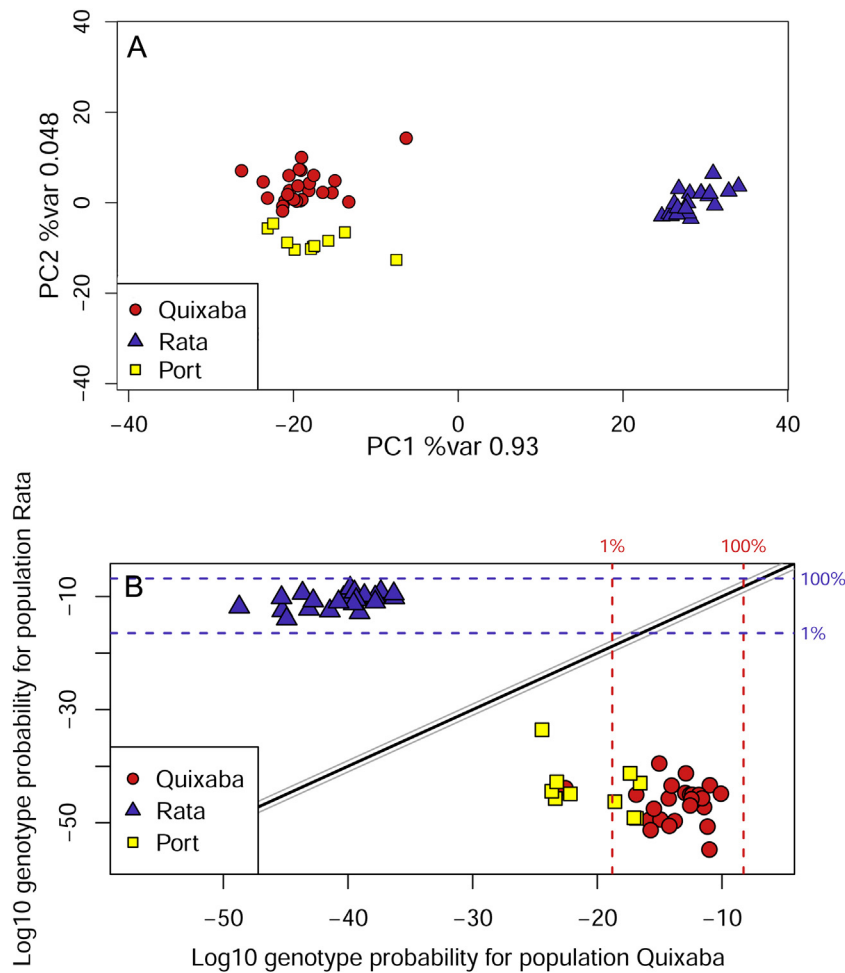 A
40
20
0
−20
−40
PC2 %var 0.048
Quixaba
Rata
Port
−40 −20 0 20 40
PC1 %var 0.93
1% 100%
B
100%
1%
−10
−30
−50
Log10 genotype probability for population Rata
Quixaba
Rata
Port
−50 −40 −30 −20 −10
Log10 genotype probability for population Quixaba